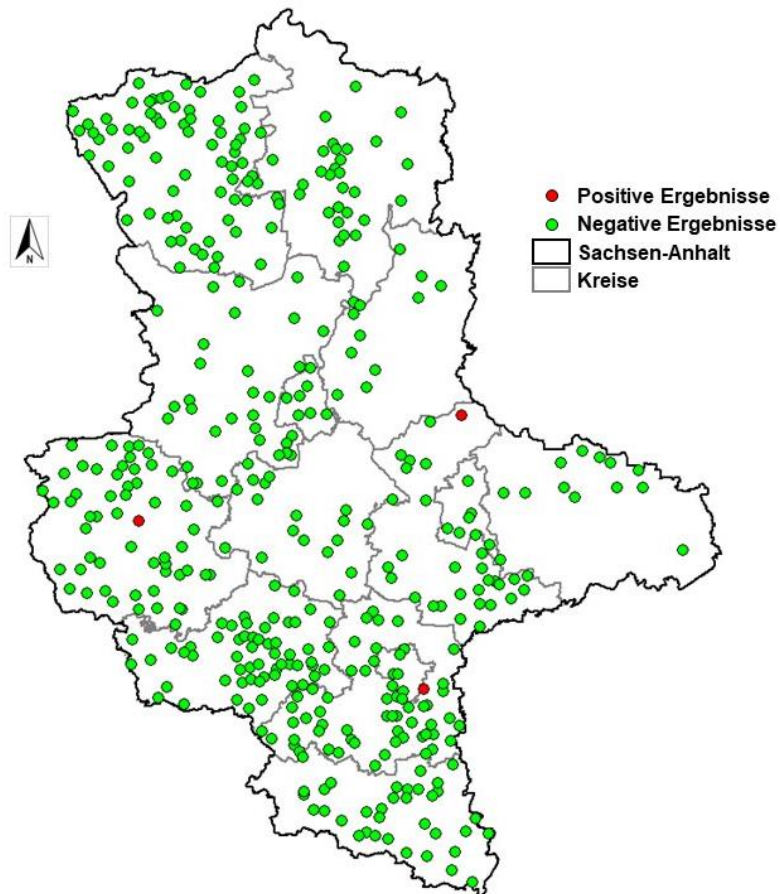 Positive Ergebnisse
Negative Ergebnisse
Sachsen-Anhalt
Kreise
N